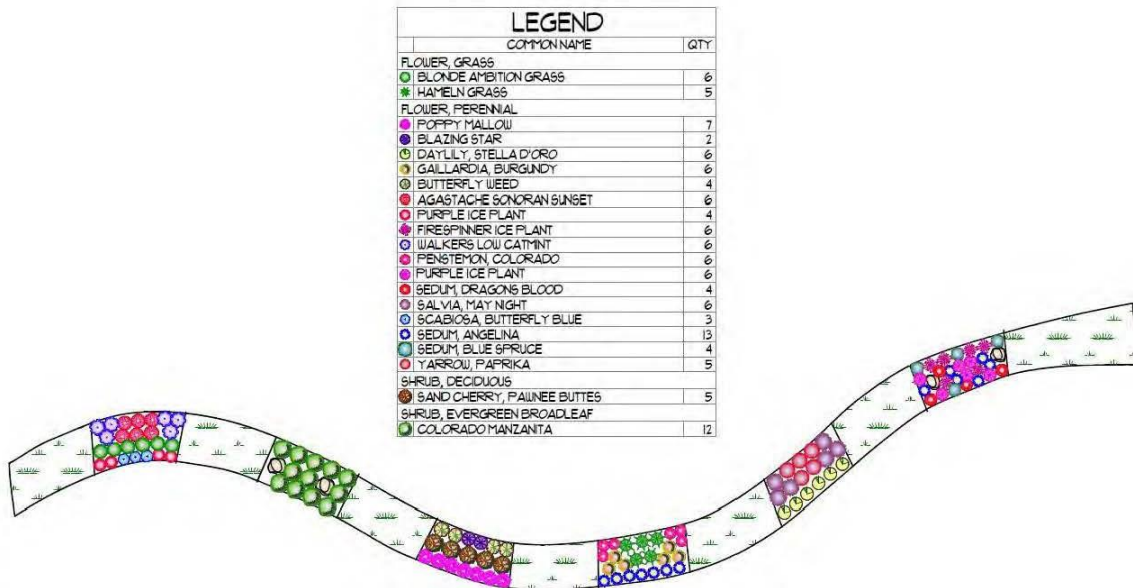 LEGEND
COMMON NAME QTY
FLOWER, GRASS
BLONDE AMBITION GRASS 6
HAMELN GRASS 5
FLOWER, PERENNIAL
POPPY MALLOW 7
BLAZING STAR 2
DAYLILY, STELLA D'ORO 6
GAILLARDIA, BURGUNDY 6
BUTTERFLY WEED 4
AGASTACHE SONORAN SUNSET 6
PURPLE ICE PLANT 4
FIRESPINNER ICE PLANT 6
WALKERS LOW CATMINT 6
PENSTEMON, COLORADO 6
PURPLE ICE PLANT 6
SEDUM, DRAGONS BLOOD 4
SALVIA, MAY NIGHT 6
SCABIOSA, BUTTERFLY BLUE 3
SEDUM, ANGELINA 13
SEDUM, BLUE SPRUCE 4
YARROW, PAPRIKA 5
SHRUB, DECIDUOUS
SAND CHERRY, PAWNEE BUTTES 5
SHRUB, EVERGREEN BROADLEAF
COLORADO MANZANITA 12